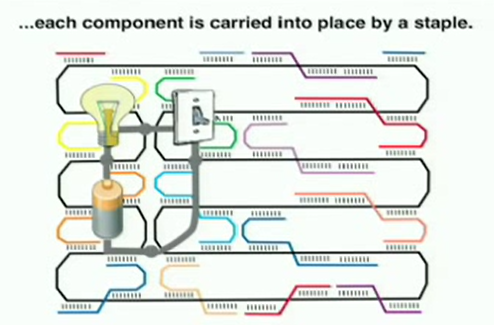 ...each component is carried into place by a staple.